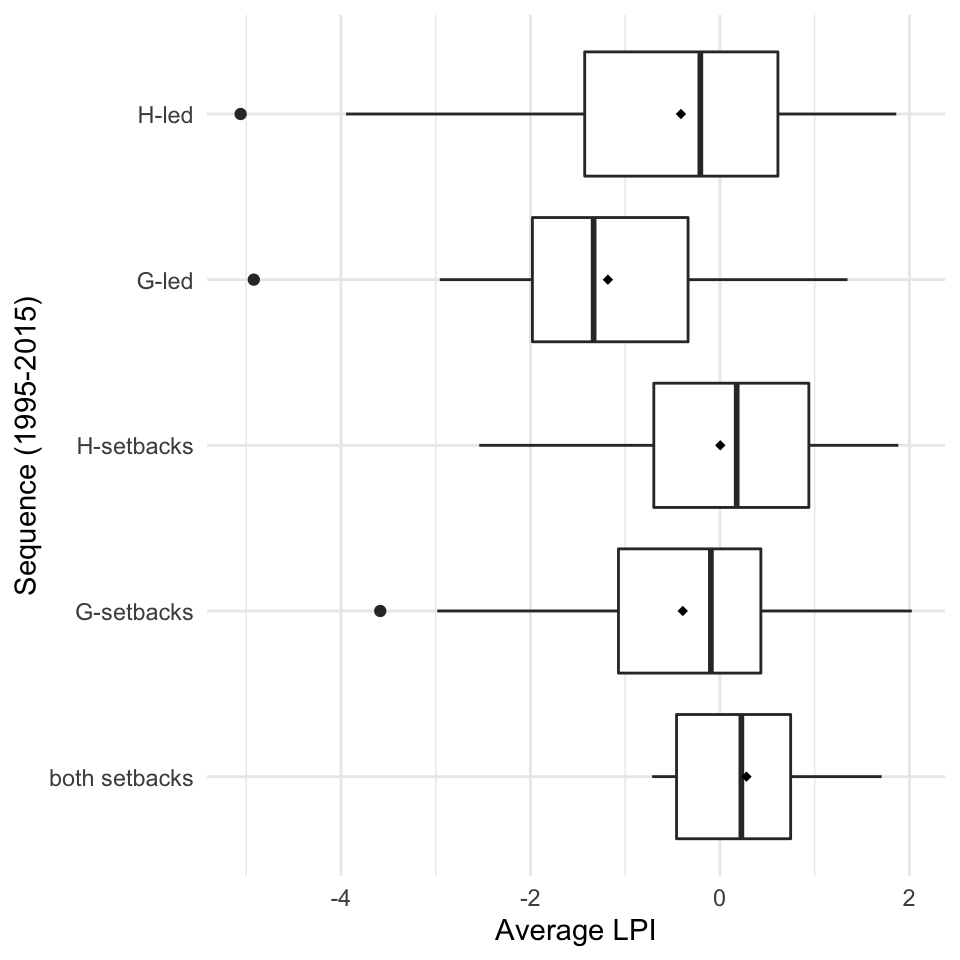 H-led
G-led
H-setbacks
G-setbacks
both setbacks
Sequence (1995-2015)
-4 -2 0 2
Average LPI